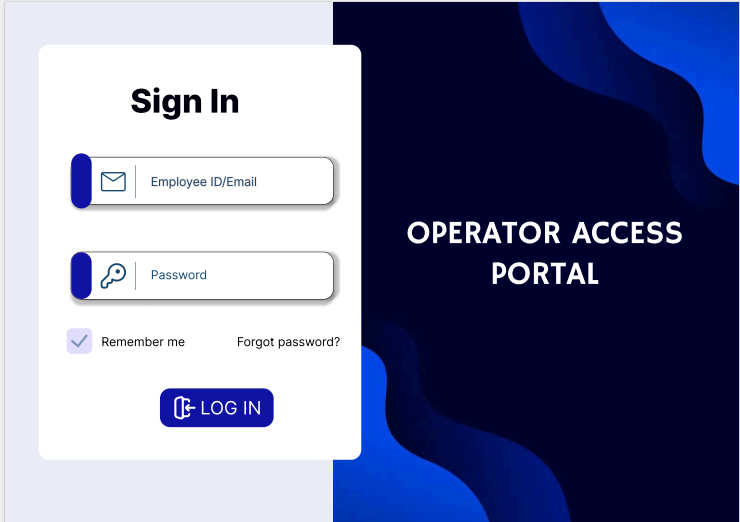 Sign In
Employee ID/Email
Password
Remember me
Forgot password?
LOG IN
OPERATOR ACCESS
PORTAL